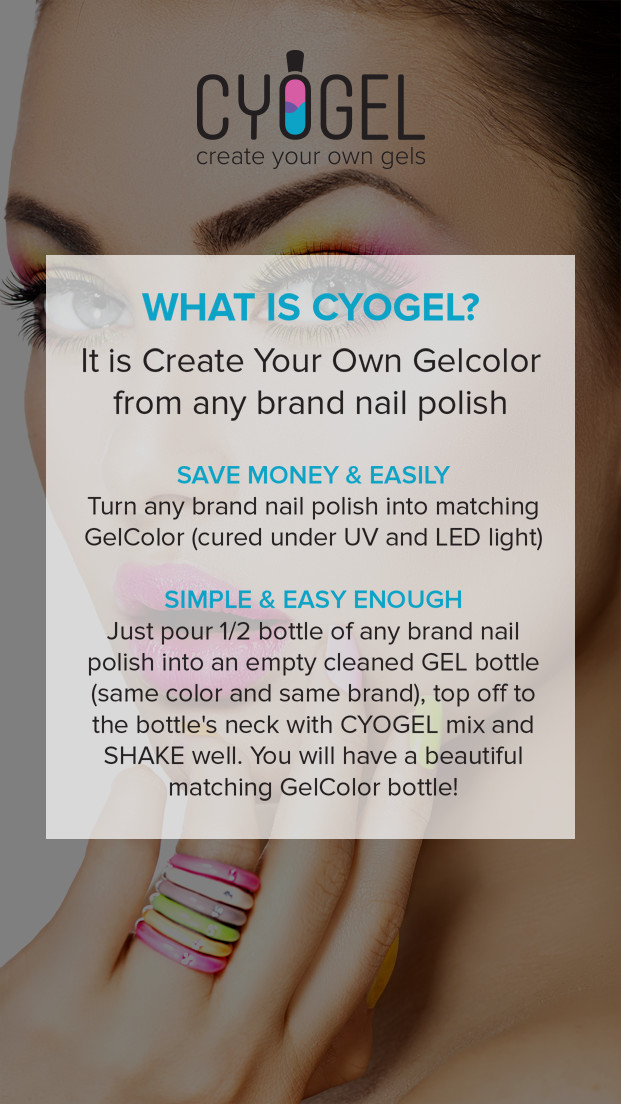 CYOGEL
create your own gels
WHAT IS CYOGEL?
It is Create Your Own Gelcolor
from any brand nail polish
SAVE MONEY & EASILY
Turn any brand nail polish into matching
GelColor (cured under UV and LED light)
SIMPLE & EASY ENOUGH
Just pour 1/2 bottle of any brand nail
polish into an empty cleaned GEL bottle
(same color and same brand), top off to
the bottle's neck with CYOGEL mix and
SHAKE well. You will have a beautiful
matching GelColor bottle!